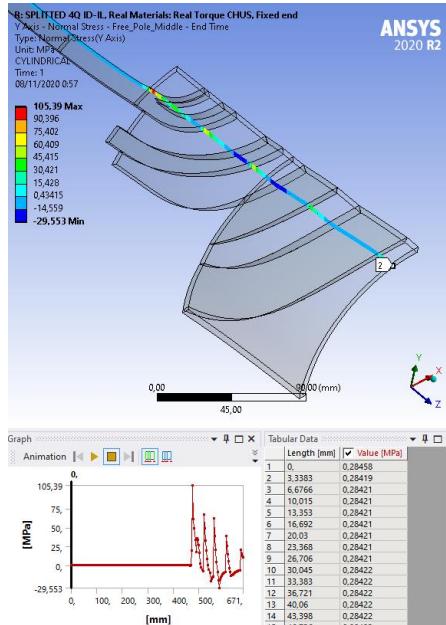 B: SPLITTED 4Q ID-IL, Real Materials: Real Torque CHUS, Fixed end
Y Axis - Normal Stress - Free_Pole_Middle - End Time
Type: Normal Stress(Y Axis)
Unit: MPa
CYLINDRICAL
Time: 1
08/11/2020 0:57
ANSYS
2020 R2
105,39 Max
90,396
75,402
60,409
45,415
30,421
15,428
0,43415
-14,559
-29,553 Min
2
0,00
90,00 (mm)
45,00
Y
X
Z
Graph
Animation
0,
105,39
75,
50,
25,
0,
-29,553
[MPa]
0, 100, 200, 300, 400, 500 671,
[mm]
Tabular Data
Length [mm] Value [MPa]
1 0, 0,28458
2 3,3383 0,28419
3 6,6766 0,28421
4 10,015 0,28421
5 13,353 0,28421
6 16,692 0,28421
7 20,03 0,28421
8 23,368 0,28421
9 26,706 0,28421
10 30,045 0,28422
11 33,383 0,28422
12 36,721 0,28422
13 40,06 0,28422
14 43,398 0,28422